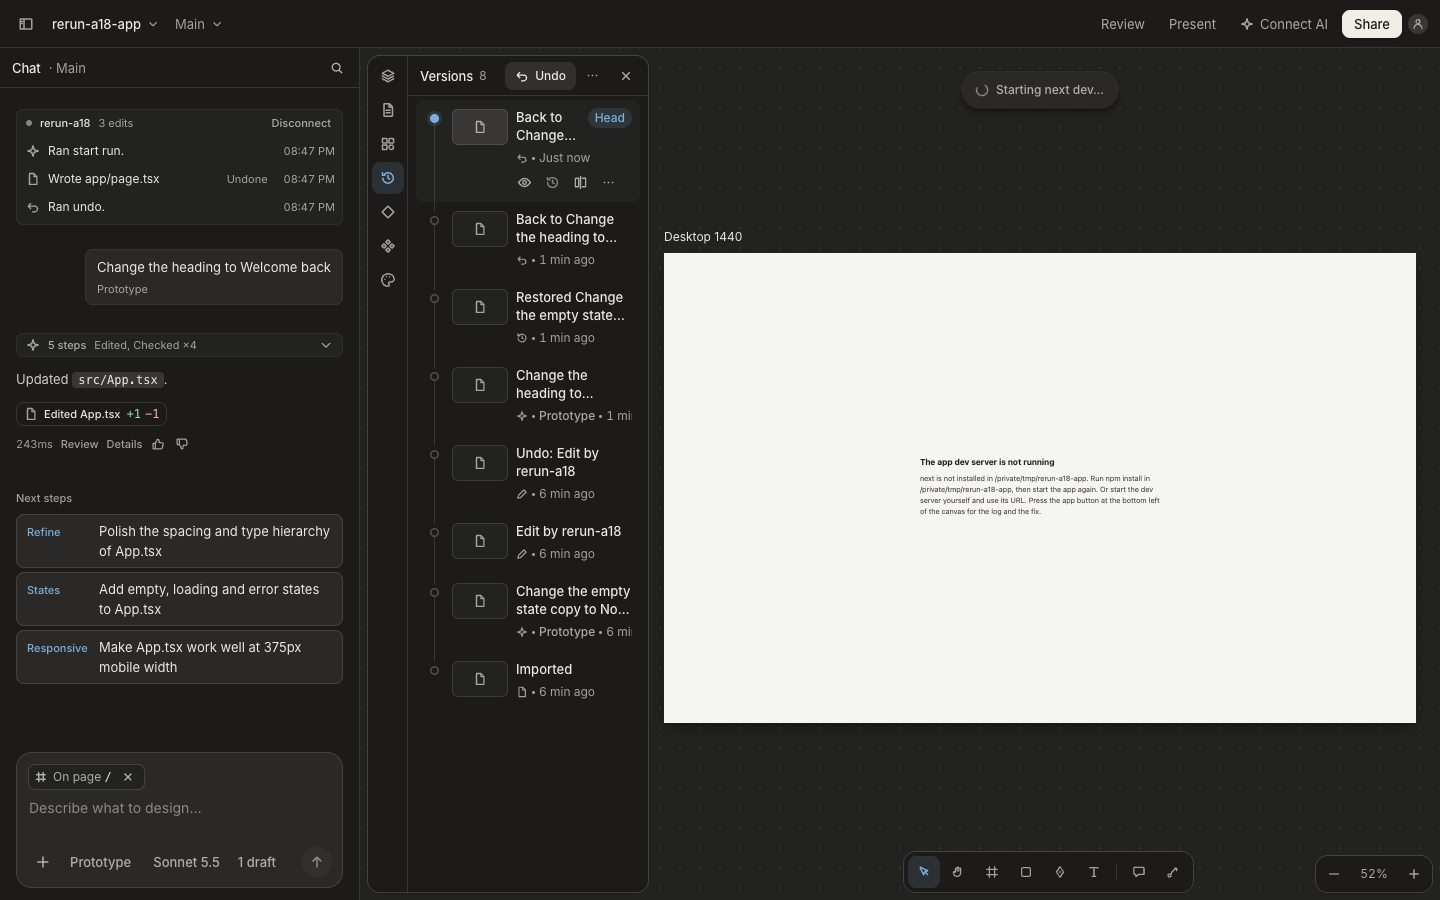 rerun-a18-app
Main
Review
Present
Connect AI
Share
Chat · Main
rerun-a18 3 edits Disconnect
Ran start run. 08:47 PM
Wrote app/page.tsx Undone 08:47 PM
Ran undo. 08:47 PM
Change the heading to Welcome back
Prototype
5 steps Edited, Checked ×4
Updated src/App.tsx.
Edited App.tsx +1 −1
243ms Review Details
Next steps
Refine Polish the spacing and type hierarchy
of App.tsx
States Add empty, loading and error states
to App.tsx
Responsive Make App.tsx work well at 375px
mobile width
On page /
Describe what to design...
Prototype Sonnet 5.5 1 draft
Versions 8 Undo
Back to Head
Change...
• Just now
Back to Change
the heading to...
• 1 min ago
Restored Change
the empty state...
• 1 min ago
Change the
heading to...
• Prototype • 1 mi
Undo: Edit by
rerun-a18
• 6 min ago
Edit by rerun-a18
• 6 min ago
Change the empty
state copy to No...
• Prototype • 6 mi
Imported
• 6 min ago
Starting next dev...
Desktop 1440
The app dev server is not running
next is not installed in /private/tmp/rerun-a18-app. Run npm install in
/private/tmp/rerun-a18-app, then start the app again. Or start the dev
server yourself and use its URL. Press the app button at the bottom left
of the canvas for the log and the fix.
52%